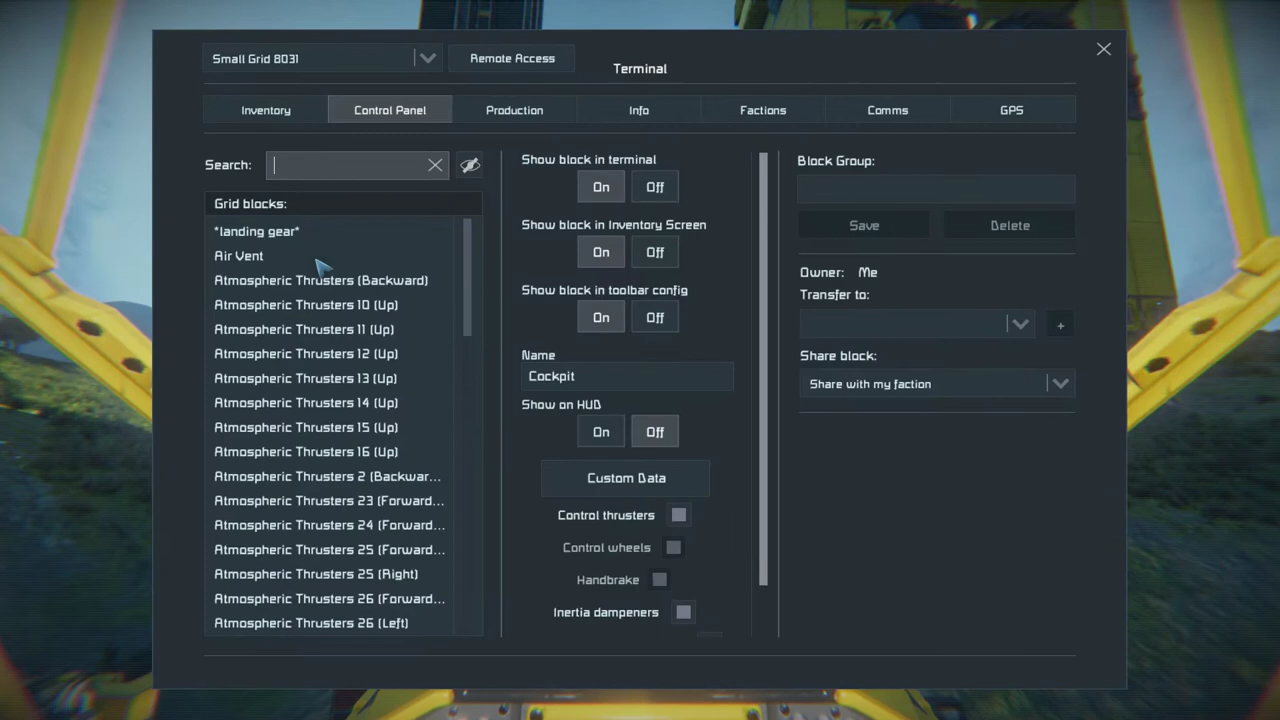 Small Grid 8031
Remote Access
Terminal
Inventory
Control Panel
Production
Info
Factions
Comms
GPS
Search:
Grid blocks:
*landing gear*
Air Vent
Atmospheric Thrusters (Backward)
Atmospheric Thrusters 10 (Up)
Atmospheric Thrusters 11 (Up)
Atmospheric Thrusters 12 (Up)
Atmospheric Thrusters 13 (Up)
Atmospheric Thrusters 14 (Up)
Atmospheric Thrusters 15 (Up)
Atmospheric Thrusters 16 (Up)
Atmospheric Thrusters 2 (Backwar...
Atmospheric Thrusters 23 (Forward...
Atmospheric Thrusters 24 (Forward...
Atmospheric Thrusters 25 (Forward...
Atmospheric Thrusters 25 (Right)
Atmospheric Thrusters 26 (Forward...
Atmospheric Thrusters 26 (Left)
Show block in terminal
On Off
Show block in Inventory Screen
On Off
Show block in toolbar config
On Off
Name
Cockpit
Show on HUD
On Off
Custom Data
Control thrusters
Control wheels
Handbrake
Inertia dampeners
Block Group:
Save Delete
Owner: Me
Transfer to:
+
Share block:
Share with my faction